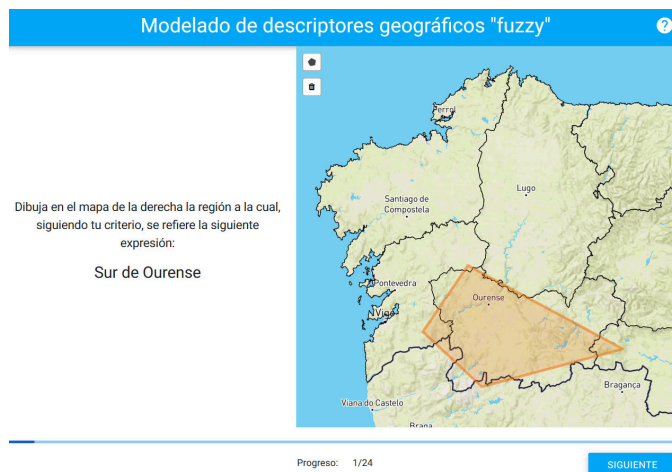 Modelado de descriptores geográficos "fuzzy"
?
Dibuja en el mapa de la derecha la región a la cual,
siguiendo tu criterio, se refiere la siguiente
expresión:
Sur de Ourense
Ferrol
Lugo
Santiago de
Compostela
Pontevedra
Ourense
Vigo
Bragança
Viana do Castelo
Braga
Progreso: 1/24
SIGUIENTE